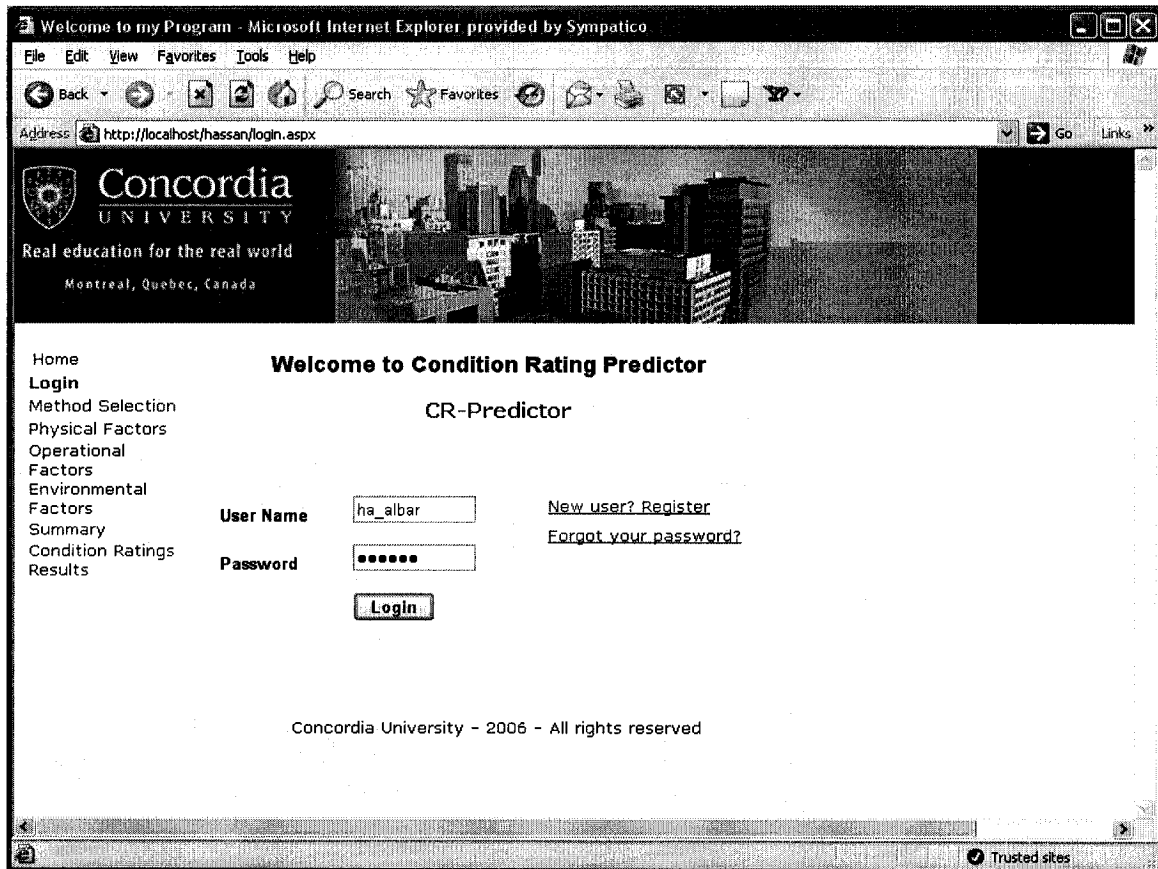 Welcome to my Program - Microsoft Internet Explorer provided by Sympatico
File Edit View Favorites Tools Help
Back Search Favorites
Address http://localhost/hassan/login.aspx Go Links »
Concordia
UNIVERSITY
Real education for the real world
Montreal, Quebec, Canada
Home
Login
Method Selection
Physical Factors
Operational
Factors
Environmental
Factors
Summary
Condition Ratings
Results
Welcome to Condition Rating Predictor
CR-Predictor
User Name ha_albar New user? Register
Forgot your password?
Password ••••••
Login
Concordia University - 2006 - All rights reserved
Trusted sites